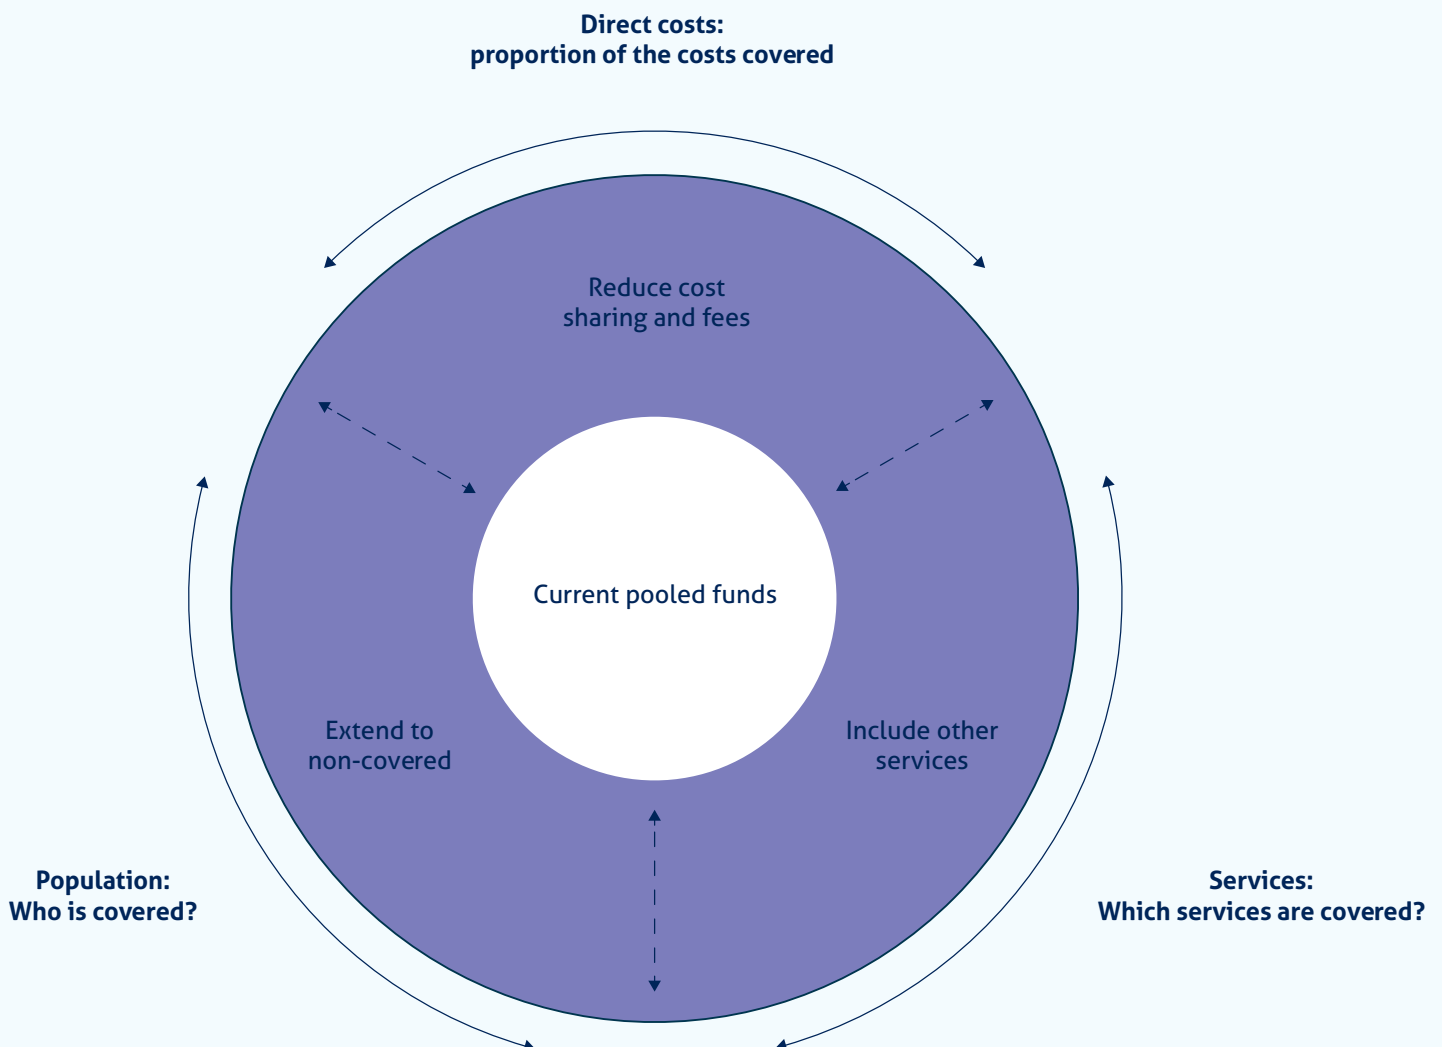 Direct costs:
proportion of the costs covered
Reduce cost
sharing and fees
Current pooled funds
Extend to
non-covered
Include other
services
Population:
Who is covered?
Services:
Which services are covered?